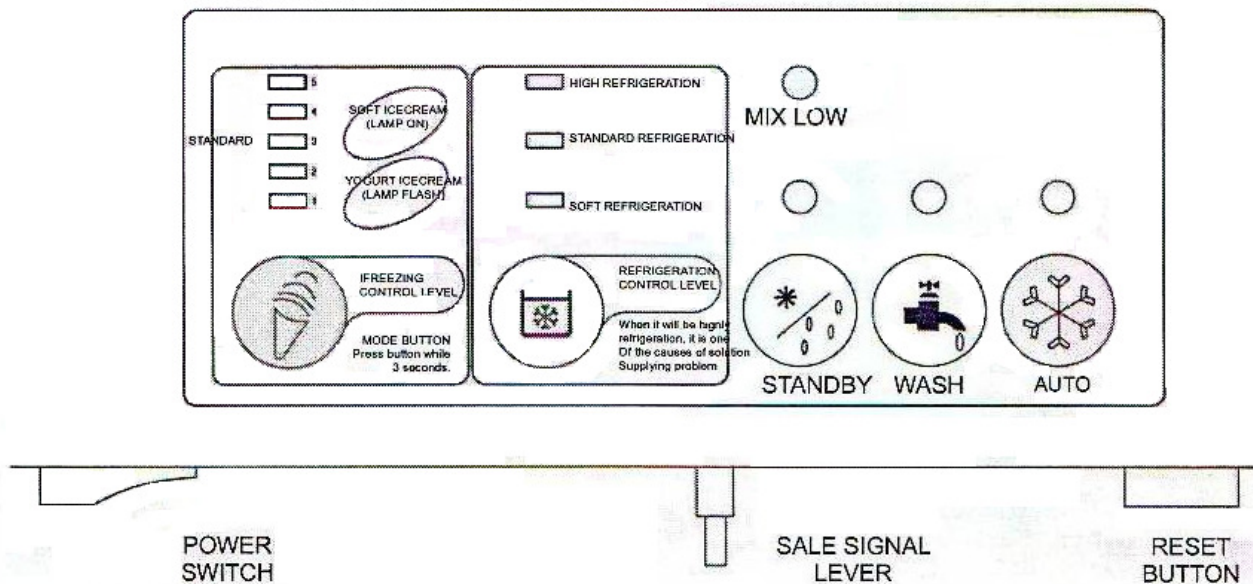 5
4
STANDARD 3
2
1
SOFT ICECREAM
(LAMP ON)
YOGURT ICECREAM
(LAMP FLASH)
IFREEZING
CONTROL LEVEL
MODE BUTTON
Press button while
3 seconds.
HIGH REFRIGERATION
STANDARD REFRIGERATION
SOFT REFRIGERATION
REFRIGERATION
CONTROL LEVEL
When it will be highly
refrigeration, it is one
Of the causes of solution
Supplying problem
MIX LOW
STANDBY
WASH
AUTO
POWER
SWITCH
SALE SIGNAL
LEVER
RESET
BUTTON